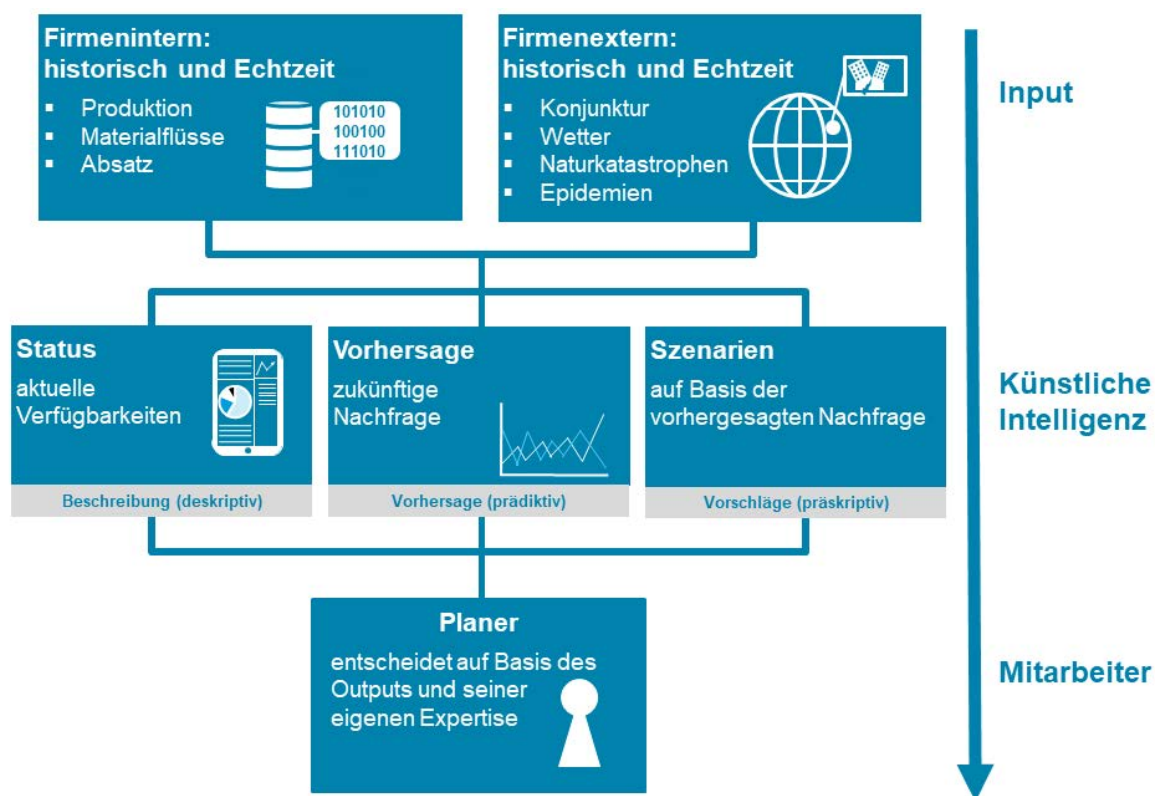 Firmenintern:
historisch und Echtzeit
▪ Produktion
▪ Materialflüsse
▪ Absatz
101010
100100
111010
Firmenextern:
historisch und Echtzeit
▪ Konjunktur
▪ Wetter
▪ Naturkatastrophen
▪ Epidemien
Input
Status
aktuelle
Verfügbarkeiten
Beschreibung (deskriptiv)
Vorhersage
zukünftige
Nachfrage
Vorhersage (prädiktiv)
Szenarien
auf Basis der
vorhergesagten Nachfrage
Vorschläge (präskriptiv)
Künstliche
Intelligenz
Planer
entscheidet auf Basis des
Outputs und seiner
eigenen Expertise
Mitarbeiter